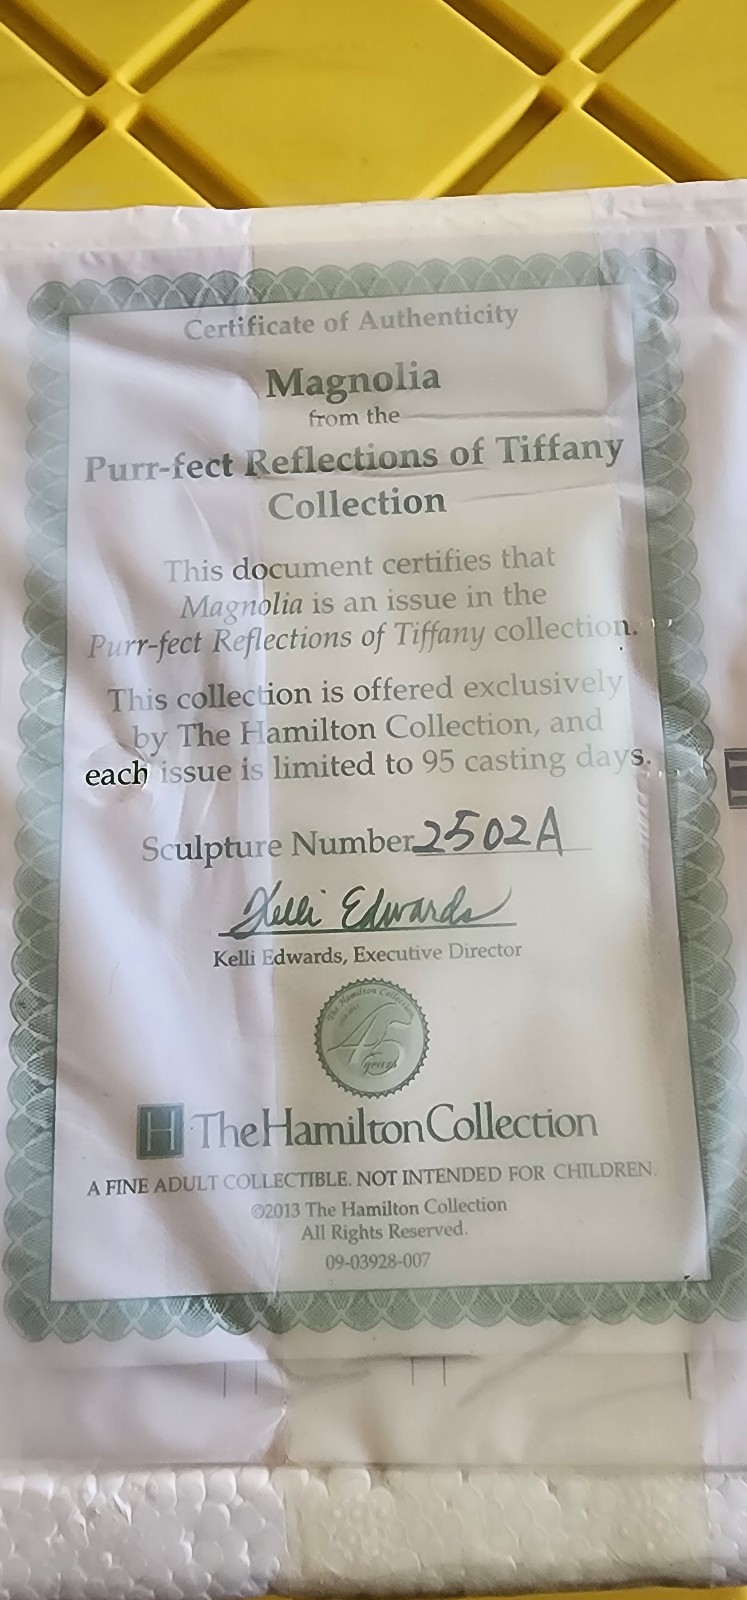 Certificate of Authenticity
Magnolia
from the
Purr-fect Reflections of Tiffany
Collection
This document certifies that
Magnolia is an issue in the
Purr-fect Reflections of Tiffany collection.
This collection is offered exclusively
by The Hamilton Collection, and
each issue is limited to 95 casting days.
Sculpture Number 2502A
Kelli Edwards
Kelli Edwards, Executive Director
The Hamilton Collection
45
years
H The Hamilton Collection
A FINE ADULT COLLECTIBLE. NOT INTENDED FOR CHILDREN.
©2013 The Hamilton Collection
All Rights Reserved.
09-03928-007